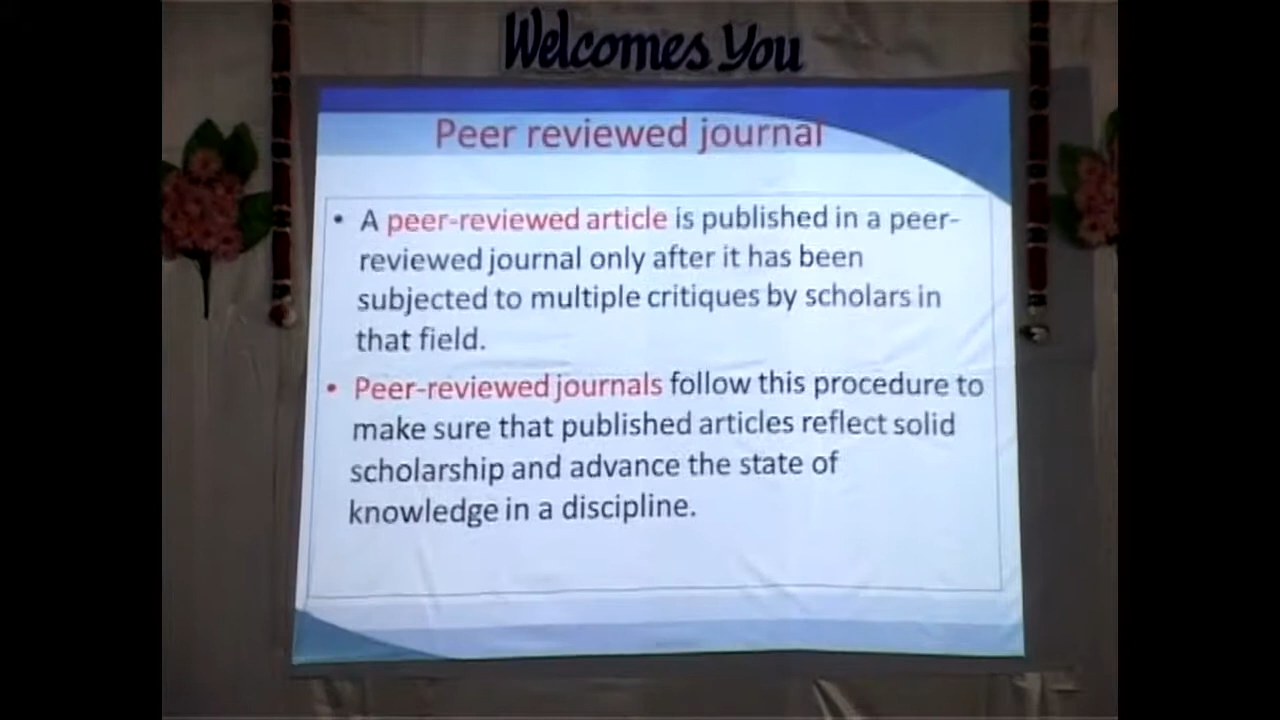 Welcomes You
Peer reviewed journal
• A peer-reviewed article is published in a peer-
reviewed journal only after it has been
subjected to multiple critiques by scholars in
that field.
• Peer-reviewed journals follow this procedure to
make sure that published articles reflect solid
scholarship and advance the state of
knowledge in a discipline.